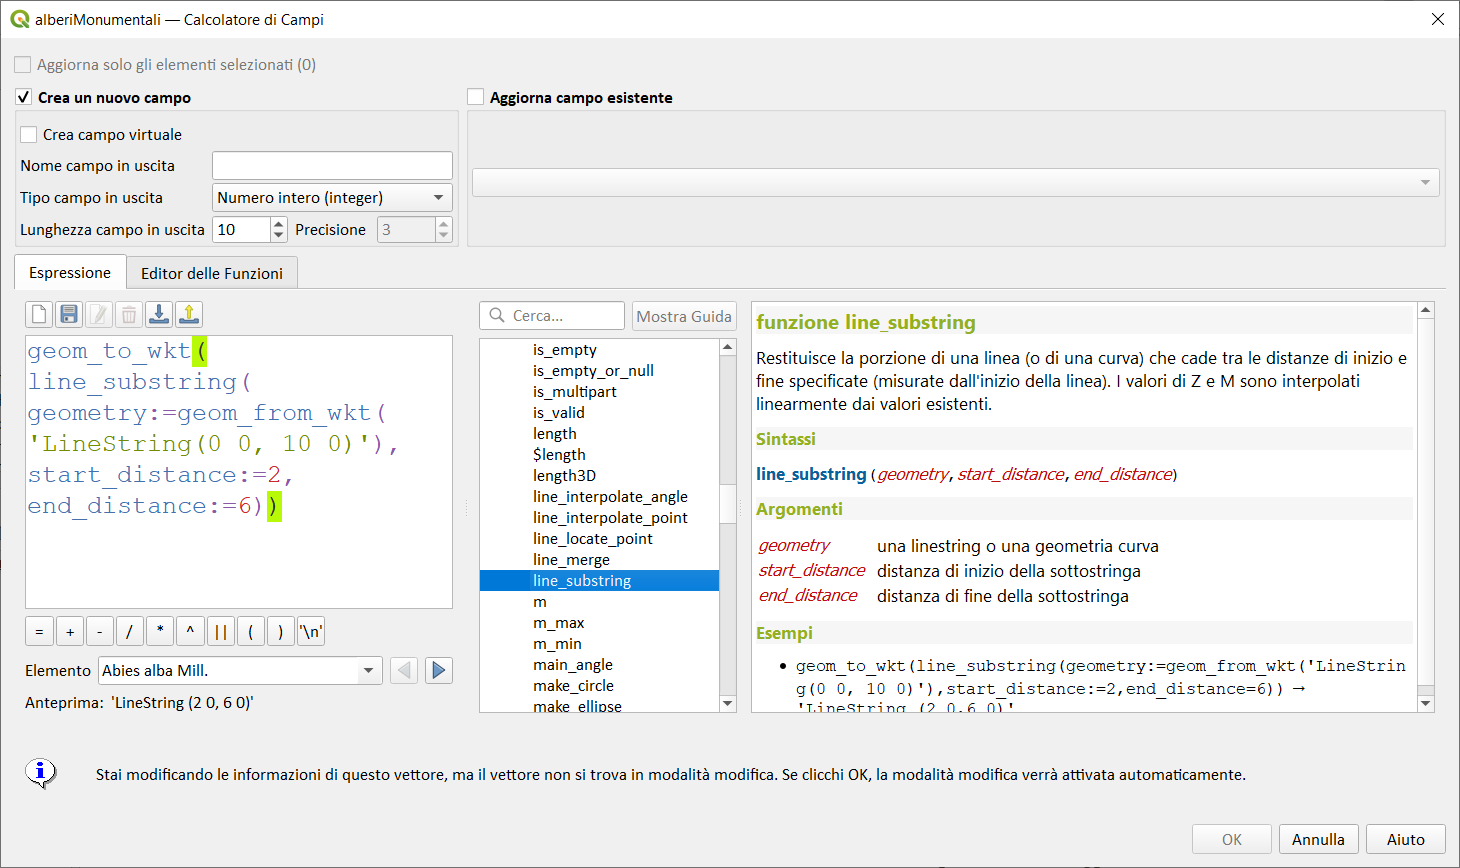 alberiMonumentali — Calcolatore di Campi
Aggiorna solo gli elementi selezionati (0)
Crea un nuovo campo
Aggiorna campo esistente
Crea campo virtuale
Nome campo in uscita
Tipo campo in uscita
Numero intero (integer)
Lunghezza campo in uscita
10
Precisione
3
Espressione
Editor delle Funzioni
geom_to_wkt(
line_substring(
geometry:=geom_from_wkt(
'LineString(0 0, 10 0)'),
start_distance:=2,
end_distance:=6))
= + - / * ^ || ( ) '\n'
Elemento
Abies alba Mill.
Anteprima: 'LineString (2 0, 6 0)'
Cerca...
Mostra Guida
is_empty
is_empty_or_null
is_multipart
is_valid
length
$length
length3D
line_interpolate_angle
line_interpolate_point
line_locate_point
line_merge
line_substring
m
m_max
m_min
main_angle
make_circle
make_ellipse
funzione line_substring
Restituisce la porzione di una linea (o di una curva) che cade tra le distanze di inizio e
fine specificate (misurate dall'inizio della linea). I valori di Z e M sono interpolati
linearmente dai valori esistenti.
Sintassi
line_substring (geometry, start_distance, end_distance)
Argomenti
geometry una linestring o una geometria curva
start_distance distanza di inizio della sottostringa
end_distance distanza di fine della sottostringa
Esempi
• geom_to_wkt(line_substring(geometry:=geom_from_wkt('LineStrin
g(0 0, 10 0)'),start_distance:=2,end_distance=6)) →
'LineString (2 0,6 0)'
Stai modificando le informazioni di questo vettore, ma il vettore non si trova in modalità modifica. Se clicchi OK, la modalità modifica verrà attivata automaticamente.
OK
Annulla
Aiuto